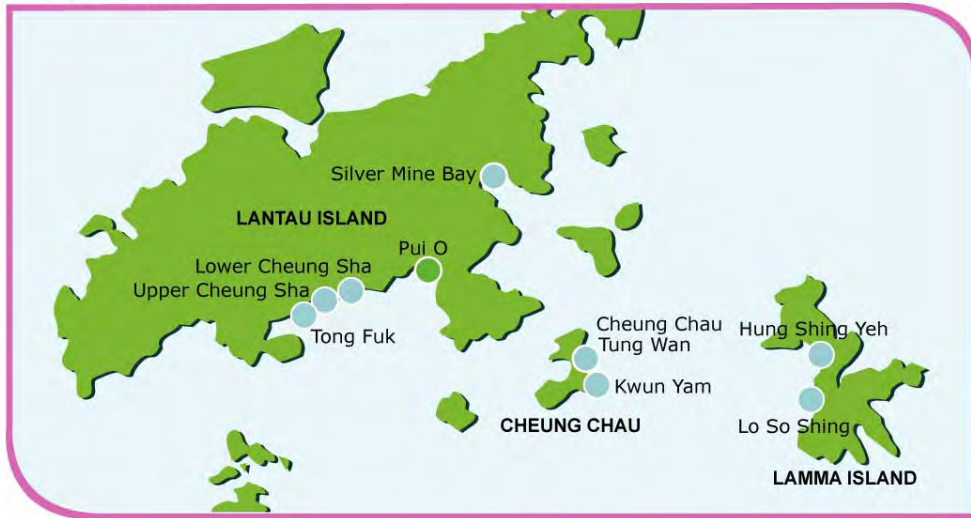 Silver Mine Bay
LANTAU ISLAND
Pui O
Lower Cheung Sha
Upper Cheung Sha
Tong Fuk
Cheung Chau
Tung Wan
Kwun Yam
CHEUNG CHAU
Hung Shing Yeh
Lo So Shing
LAMMA ISLAND